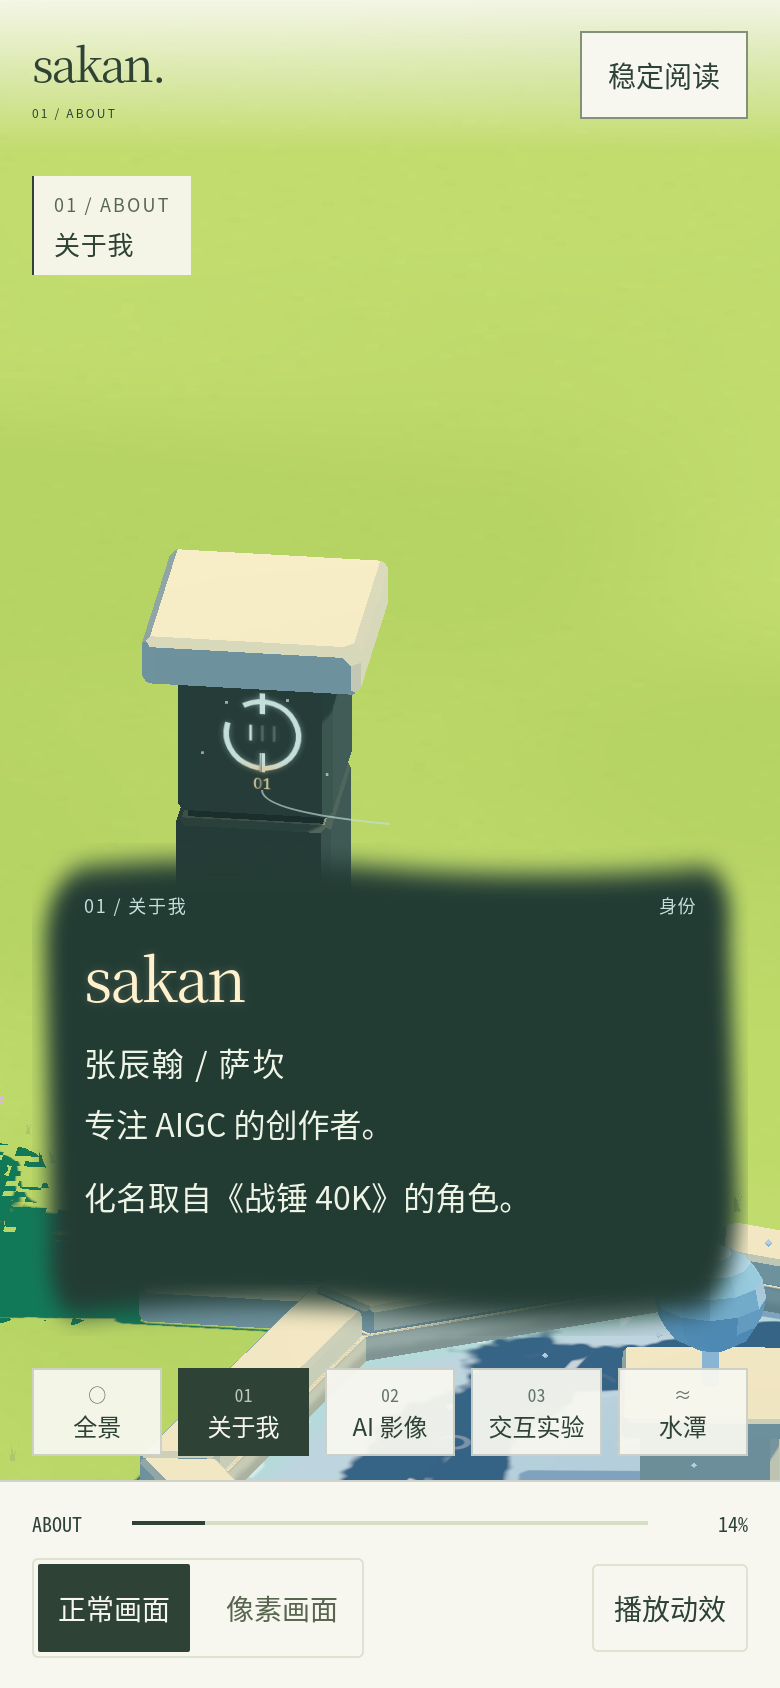 sakan.
01 / ABOUT
稳定阅读
01 / ABOUT
关于我
01
01 / 关于我
身份
sakan
张辰翰 / 萨坎
专注 AIGC 的创作者。
化名取自《战锤 40K》的角色。
全景
01
关于我
02
AI 影像
03
交互实验
≈
水潭
ABOUT
14%
正常画面
像素画面
播放动效